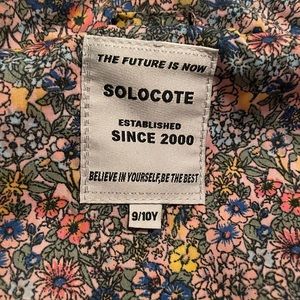 THE FUTURE IS NOW
SOLOCOTE
ESTABLISHED
SINCE 2000
BELIEVE IN YOURSELF,BE THE BEST
9/10Y